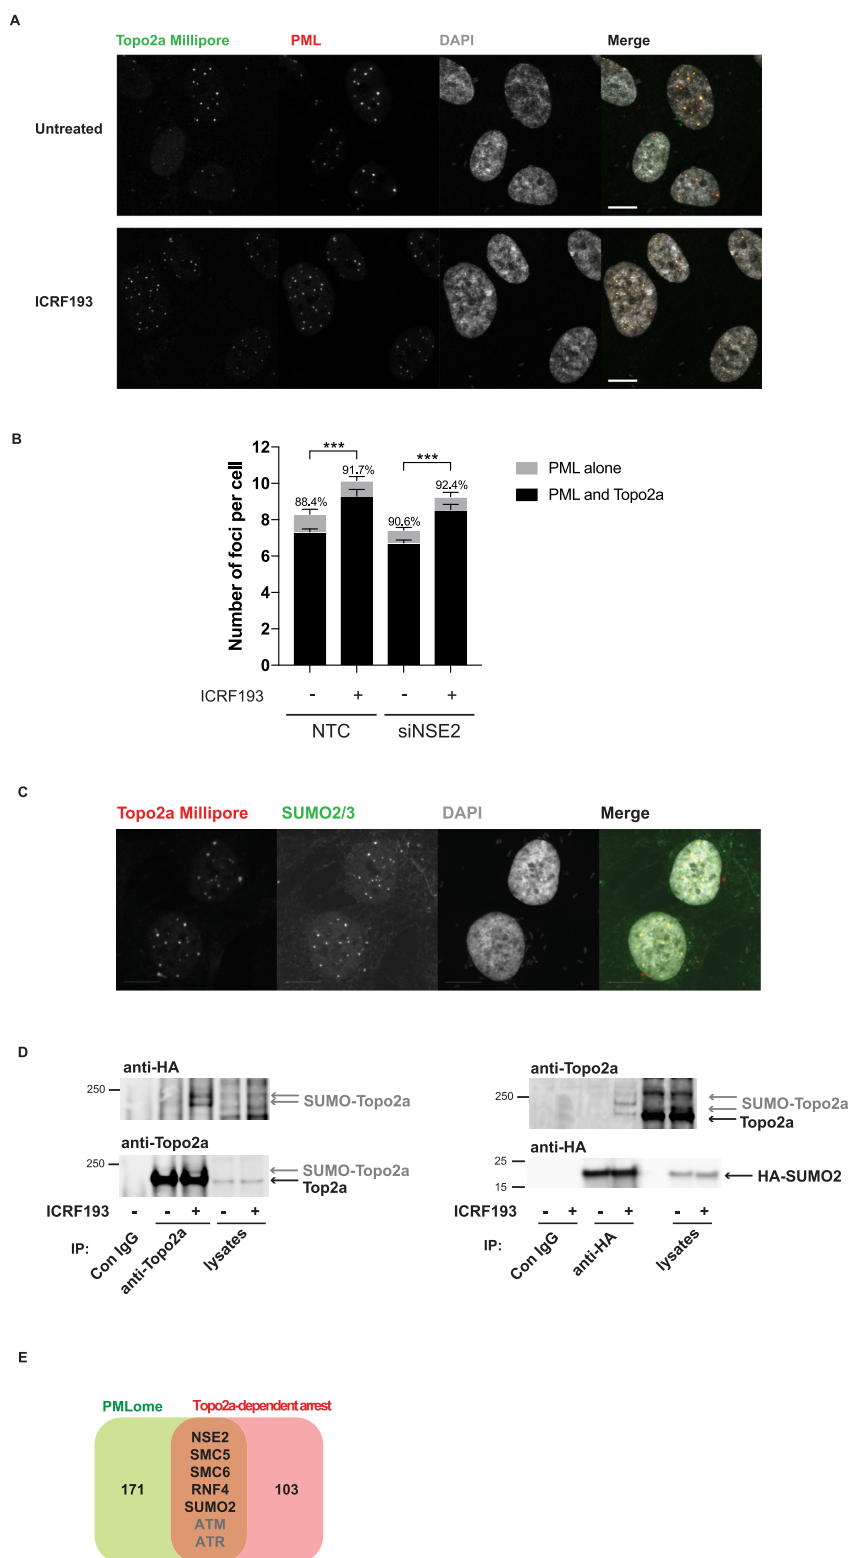 A
Topo2a Millipore PML DAPI Merge
Untreated
ICRF193
B
Number of foci per cell
12
10
8
6
4
2
0
*** ***
88.4% 91.7% 90.6% 92.4%
PML alone
PML and Topo2a
ICRF193 - + - +
NTC siNSE2
C
Topo2a Millipore SUMO2/3 DAPI Merge
D
anti-HA
250
SUMO-Topo2a
anti-Topo2a
250
SUMO-Topo2a
Top2a
ICRF193 - - + - +
IP: Con IgG anti-Topo2a lysates
anti-Topo2a
250
SUMO-Topo2a
Topo2a
anti-HA
25
15
HA-SUMO2
ICRF193 - + - + - +
IP: Con IgG anti-HA lysates
E
PMLome Topo2a-dependent arrest
NSE2
SMC5
SMC6
171 RNF4 103
SUMO2
ATM
ATR